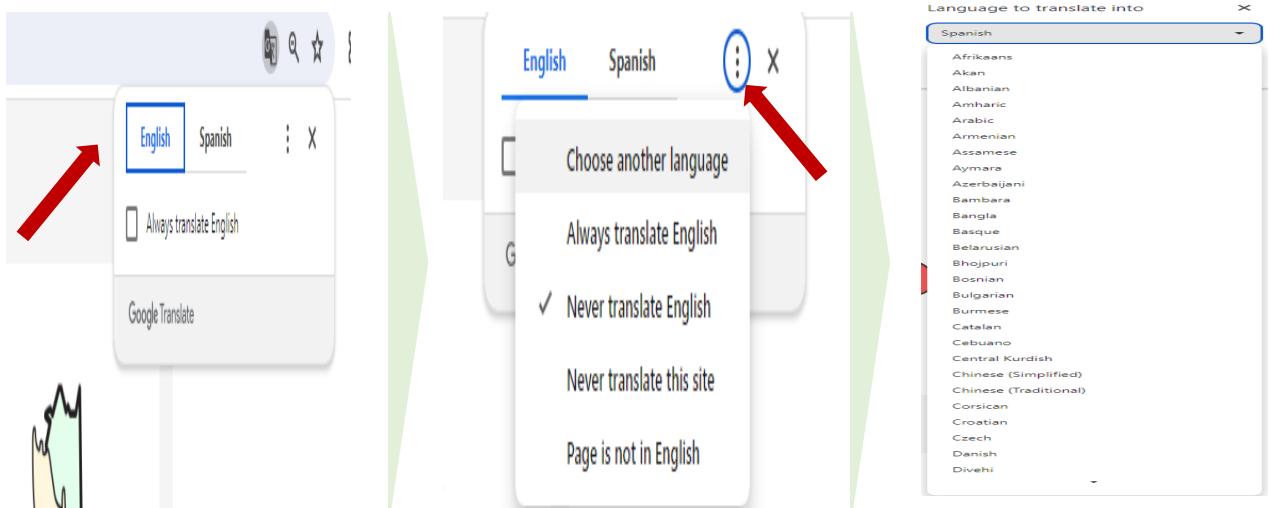 English Spanish
Always translate English
Google Translate
English Spanish
Choose another language
Always translate English
G
Never translate English
Never translate this site
Page is not in English
Language to translate into
Spanish
Afrikaans
Akan
Albanian
Amharic
Arabic
Armenian
Assamese
Aymara
Azerbaijani
Bambara
Bangla
Basque
Belarusian
Bhojpuri
Bosnian
Bulgarian
Burmese
Catalan
Cebuano
Central Kurdish
Chinese (Simplified)
Chinese (Traditional)
Corsican
Croatian
Czech
Danish
Divehi